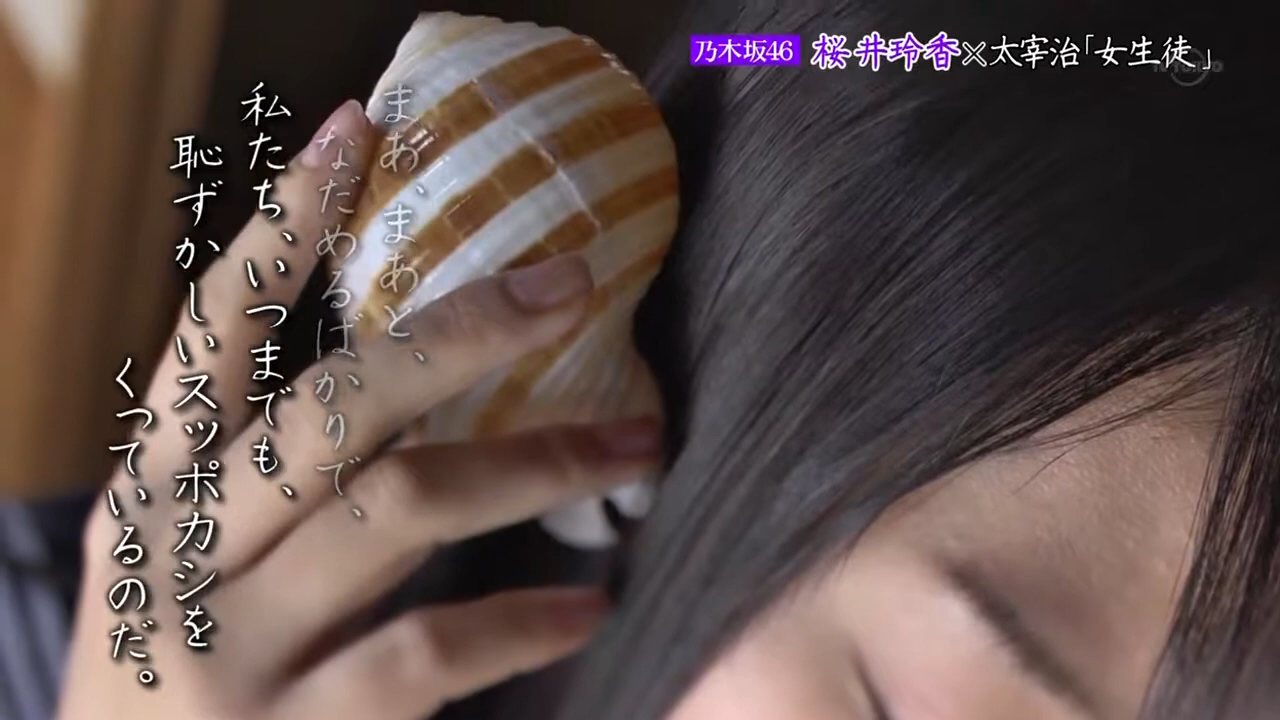 乃木坂46 桜井玲香×太宰治「女生徒」
まあ、まあと、
なだめるばかりで、
私たち、いつまでも、
恥ずかしいスッポカシを
くっているのだ。